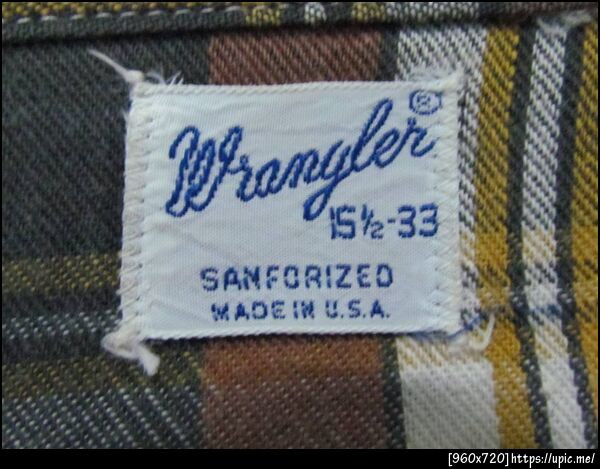 Wrangler ®
15½-33
SANFORIZED
MADE IN U.S.A.
[960x720]https://upic.me/